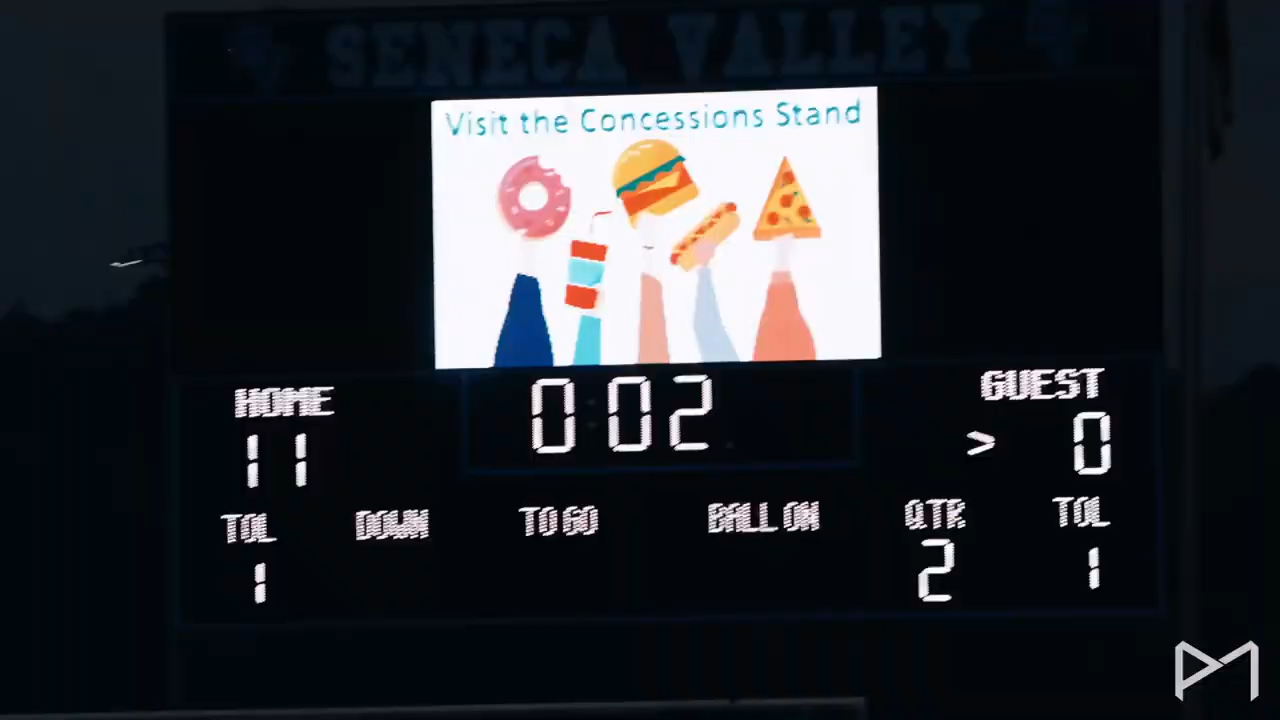 SENECA VALLEY
Visit the Concessions Stand
HOME
0:02
GUEST
11
> 0
TOL
DOWN
TO GO
BALL ON
QTR
TOL
1
2
1